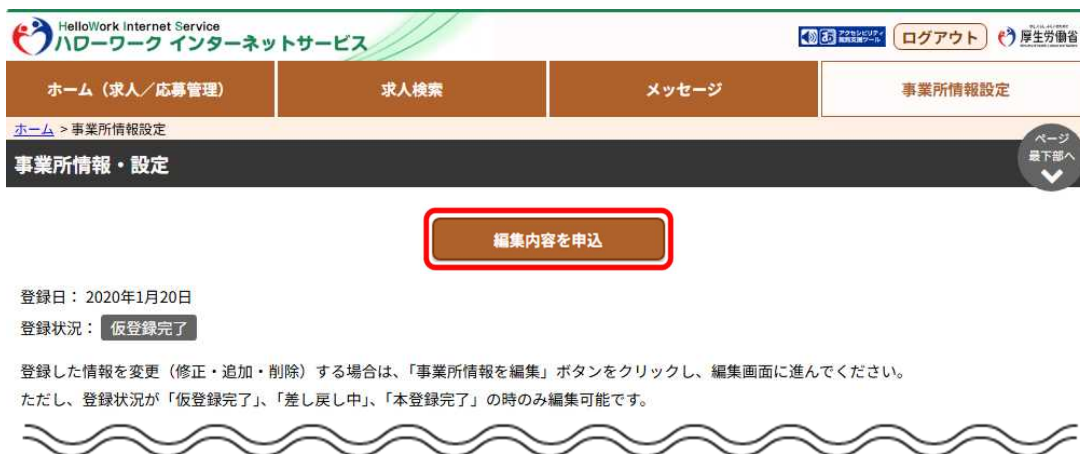 HelloWork Internet Service
ハローワーク インターネットサービス
ログアウト
厚生労働省
ホーム（求人／応募管理）
求人検索
メッセージ
事業所情報設定
ホーム > 事業所情報設定
ページ
最下部へ
事業所情報・設定
編集内容を申込
登録日： 2020年1月20日
登録状況： 仮登録完了
登録した情報を変更（修正・追加・削除）する場合は、「事業所情報を編集」ボタンをクリックし、編集画面に進んでください。
ただし、登録状況が「仮登録完了」、「差し戻し中」、「本登録完了」の時のみ編集可能です。